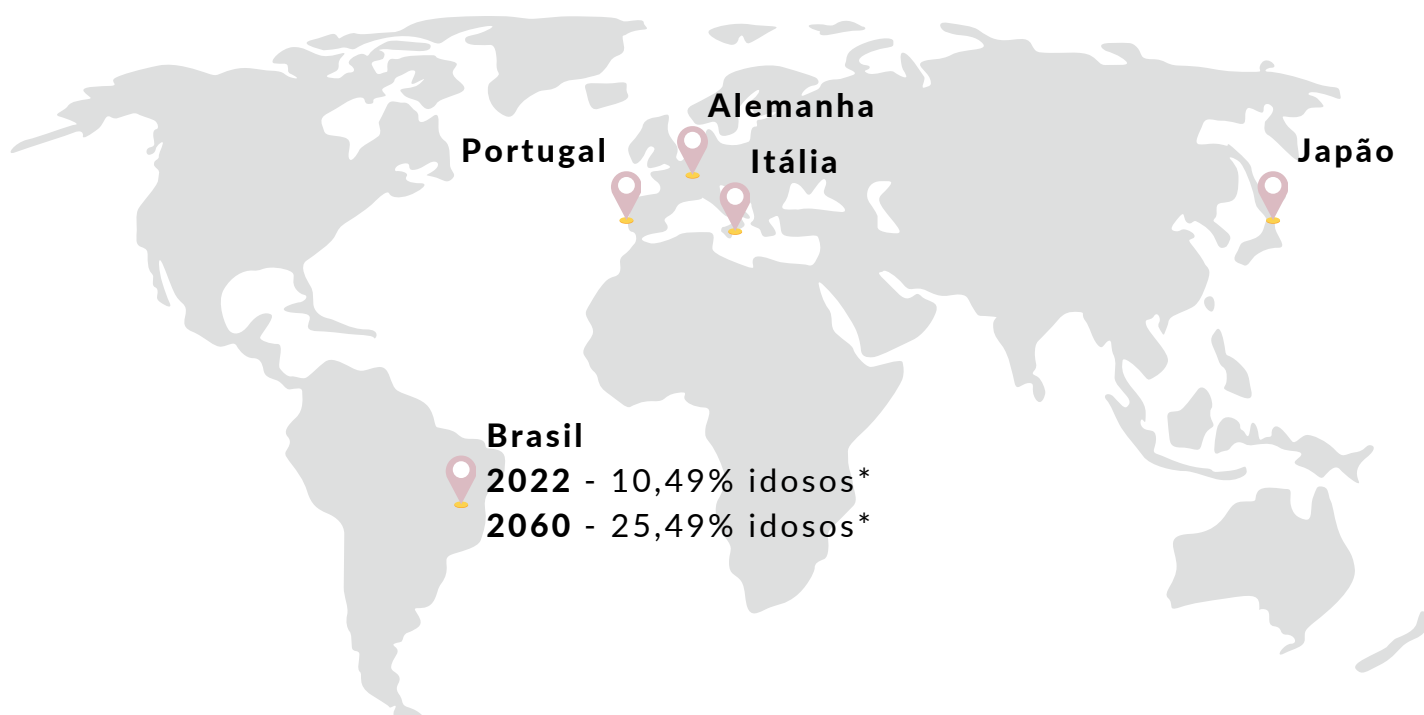 Alemanha
Portugal
Itália
Japão
Brasil
2022 - 10,49% idosos*
2060 - 25,49% idosos*